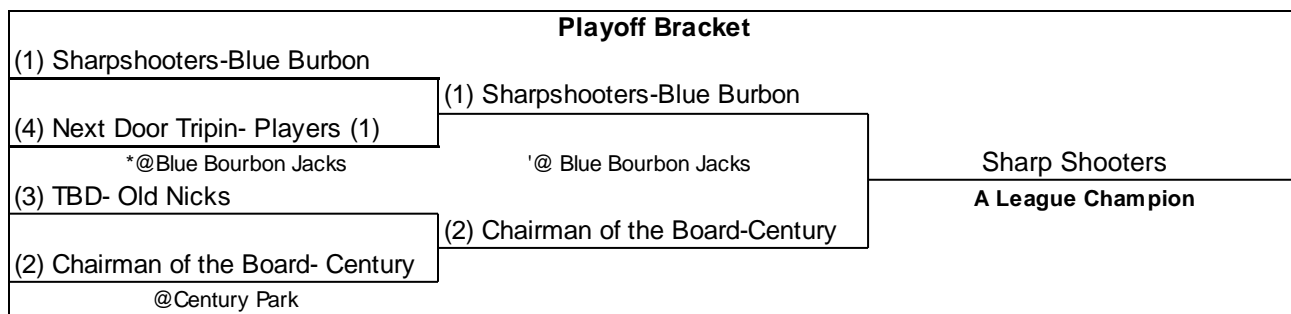 Playoff Bracket
(1) Sharpshooters-Blue Burbon
(1) Sharpshooters-Blue Burbon
(4) Next Door Tripin- Players (1)
*@Blue Bourbon Jacks
'@ Blue Bourbon Jacks
Sharp Shooters
(3) TBD- Old Nicks
A League Champion
(2) Chairman of the Board-Century
(2) Chairman of the Board- Century
@Century Park